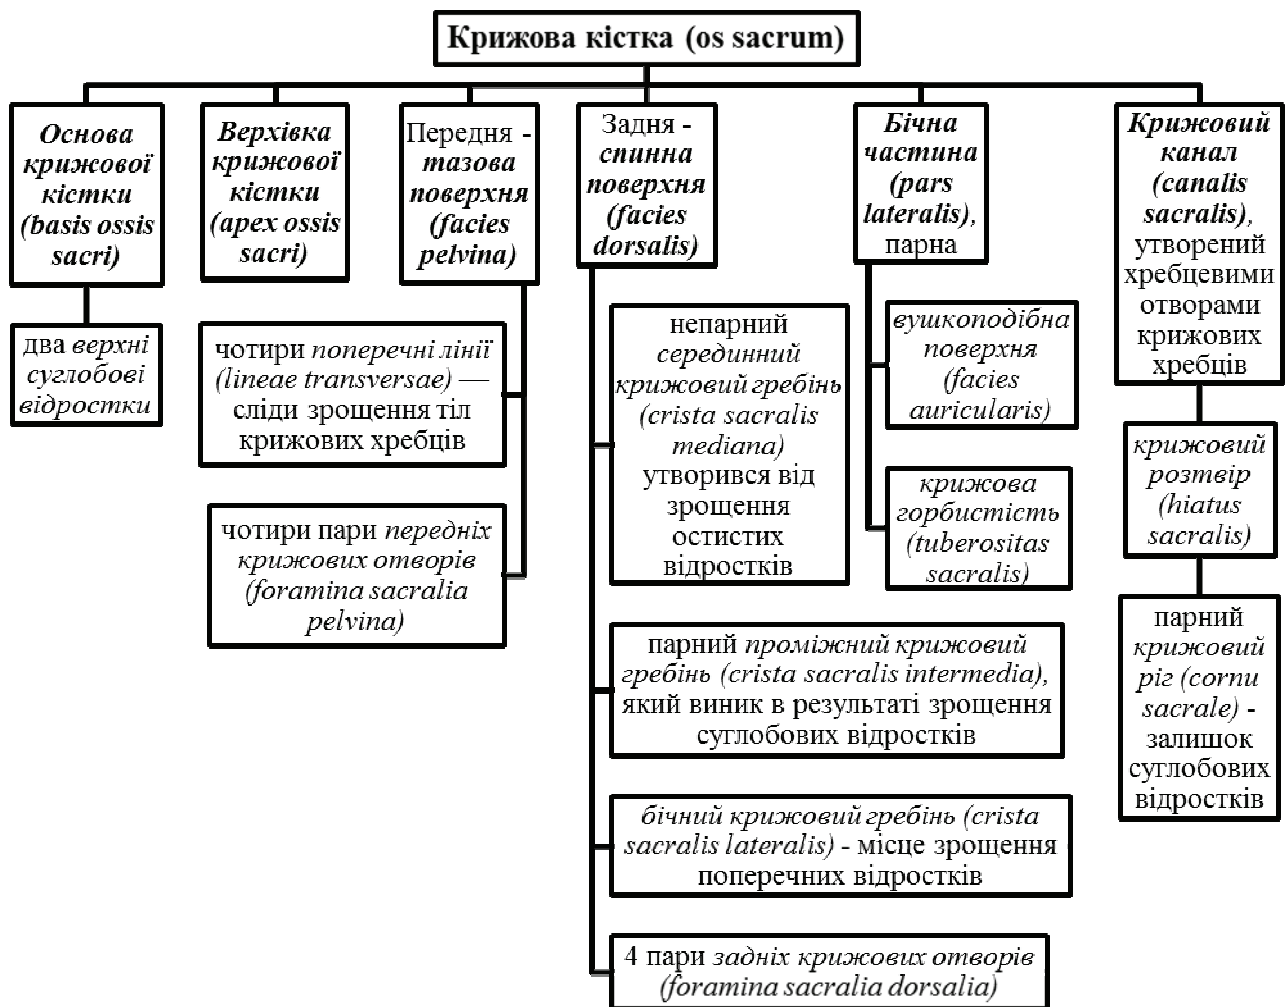 Крижова кістка (os sacrum)
Основа
крижової
кістки
(basis ossis
sacri)
два верхні
суглобові
відростки
Верхівка
крижової
кістки
(apex ossis
sacri)
Передня -
тазова
поверхня
(facies
pelvina)
чотири поперечні лінії
(lineae transversae) —
сліди зрощення тіл
крижових хребців
чотири пари передніх
крижових отворів
(foramina sacralia
pelvina)
Задня -
спинна
поверхня
(facies
dorsalis)
непарний
серединний
крижовий гребінь
(crista sacralis
mediana)
утворився від
зрощення
остистих
відростків
парний проміжний крижовий
гребінь (crista sacralis intermedia),
який виник в результаті зрощення
суглобових відростків
бічний крижовий гребінь (crista
sacralis lateralis) - місце зрощення
поперечних відростків
4 пари задніх крижових отворів
(foramina sacralia dorsalia)
Бічна
частина
(pars
lateralis),
парна
вушкоподібна
поверхня
(facies
auricularis)
крижова
горбистість
(tuberositas
sacralis)
Крижовий
канал
(canalis
sacralis),
утворений
хребцевими
отворами
крижових
хребців
крижовий
розтвір
(hiatus
sacralis)
парний
крижовий
ріг (cornu
sacrale) -
залишок
суглобових
відростків